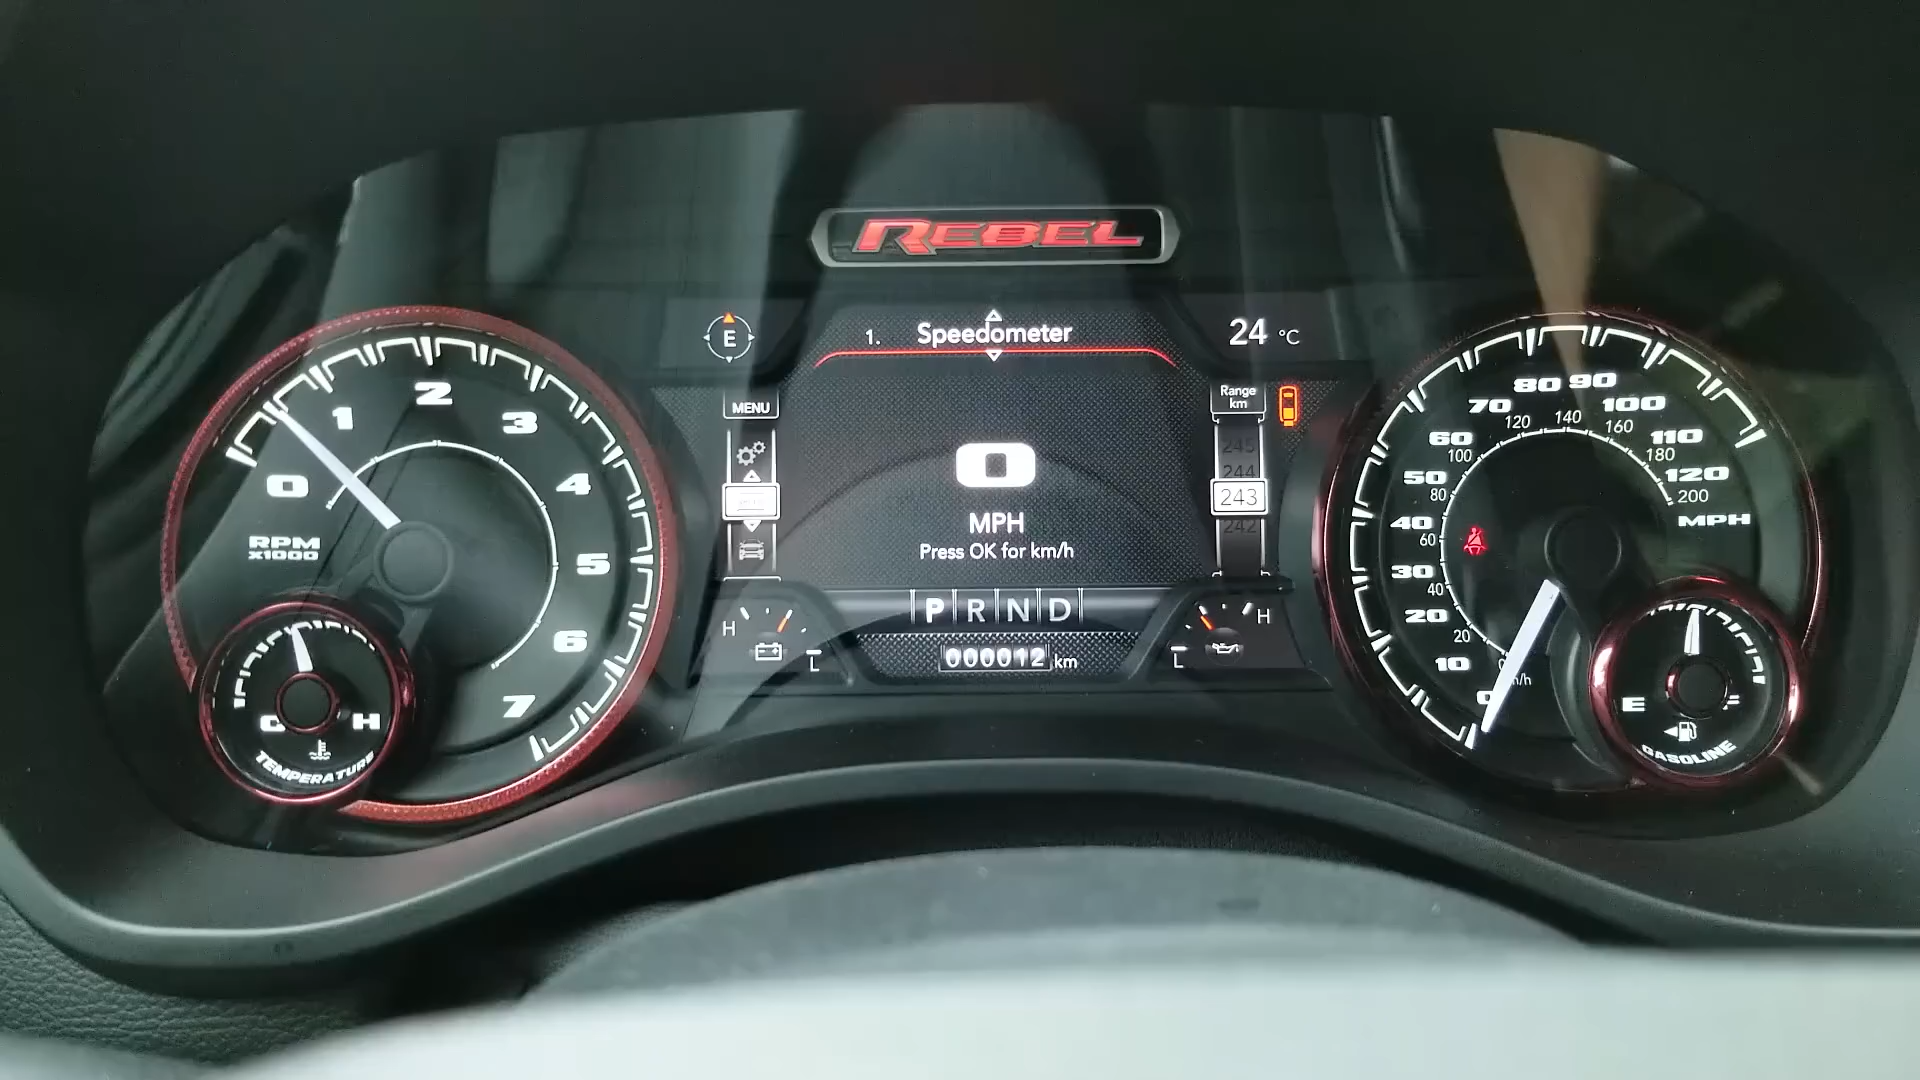 REBEL
E
1. Speedometer
24 °C
MENU
Range
km
245
244
243
242
0
MPH
Press OK for km/h
P R N D
000012 km
H
L
H
L
0
1
2
3
4
5
6
7
RPM
X1000
C H
TEMPERATURE
0
10
20
30
40
50
60
70
80
90
100
110
120
MPH
20
40
60
80
100
120
140
160
180
200
E F
GASOLINE